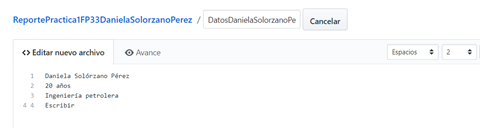 ReportePractica1FP33DanielaSolorzanoPerez / DatosDanielaSolorzanoPe Cancelar
<> Editar nuevo archivo Avance Espacios 2
1 Daniela Solórzano Pérez
2 20 años
3 Ingeniería petrolera
4 4 Escribir